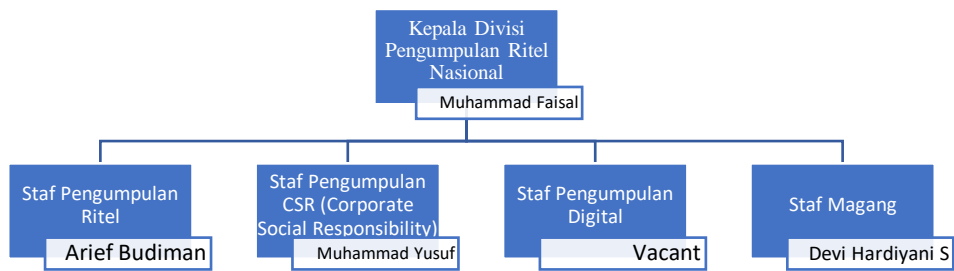 Kepala Divisi
Pengumpulan Ritel
Nasional
Muhammad Faisal
Staf Pengumpulan
Ritel
Arief Budiman
Staf Pengumpulan
CSR (Corporate
Social Responsibility)
Muhammad Yusuf
Staf Pengumpulan
Digital
Vacant
Staf Magang
Devi Hardiyani S